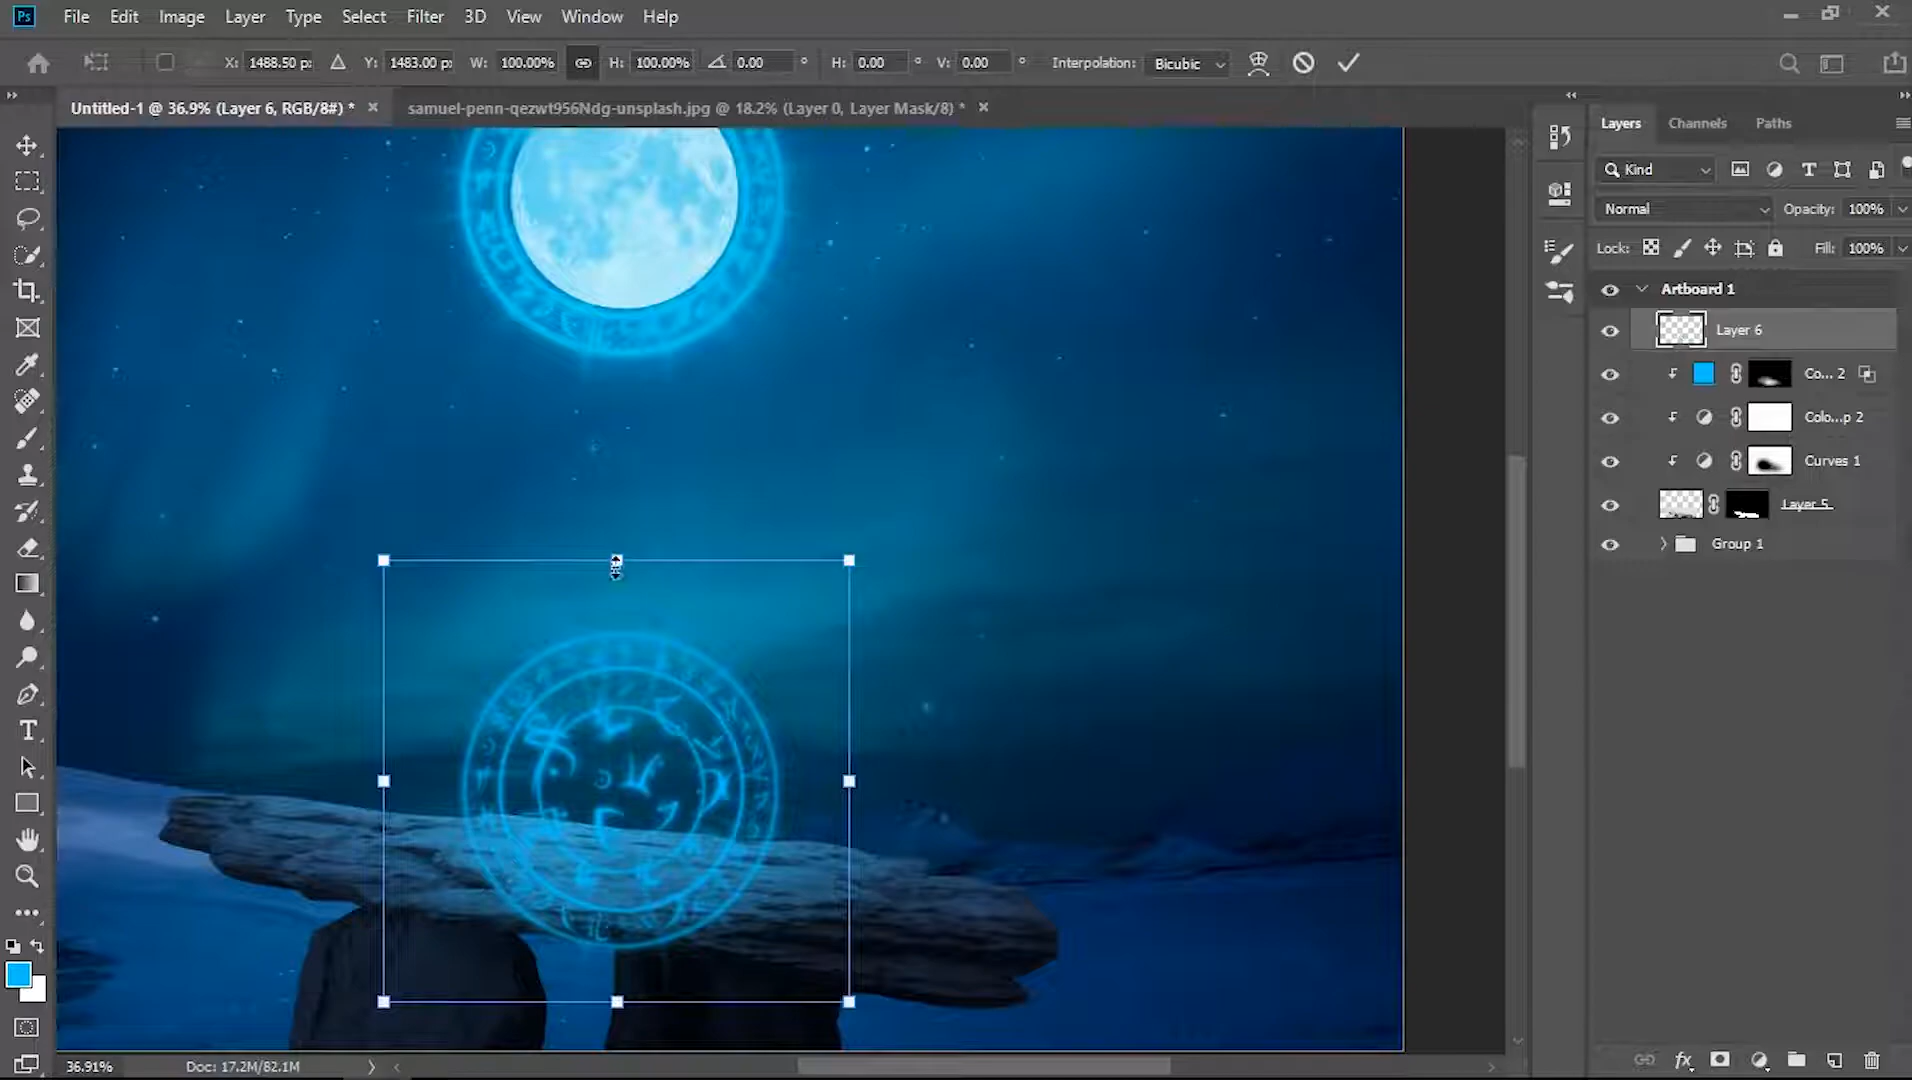 Ps File Edit Image Layer Type Select Filter 3D View Window Help
X: 1488.50 p: Y: 1483.00 p: W: 100.00% H: 100.00% 0.00 ° H: 0.00 ° V: 0.00 ° Interpolation: Bicubic
Untitled-1 @ 36.9% (Layer 6, RGB/8#) * samuel-penn-qezwt956Ndg-unsplash.jpg @ 18.2% (Layer 0, Layer Mask/8) *
Layers Channels Paths
Kind
Normal Opacity: 100%
Lock: Fill: 100%
Artboard 1
Layer 6
Co... 2
Colo...p 2
Curves 1
Layer 5
Group 1
36.91% Doc: 17.2M/82.1M
fx